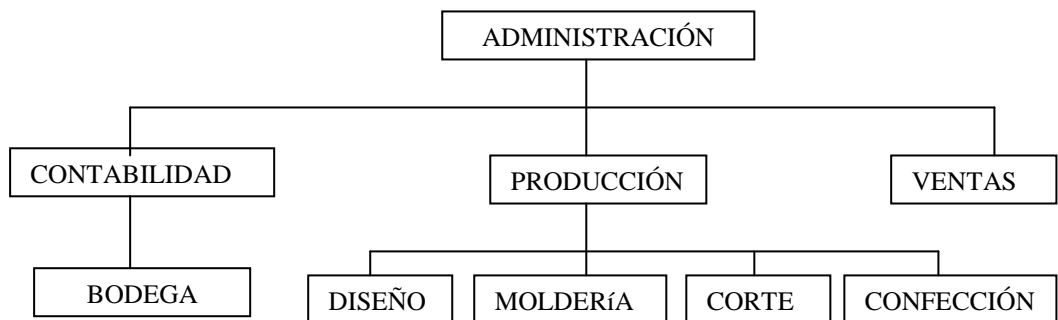 ADMINISTRACIÓN
CONTABILIDAD
PRODUCCIÓN
VENTAS
BODEGA
DISEÑO
MOLDERíA
CORTE
CONFECCIÓN